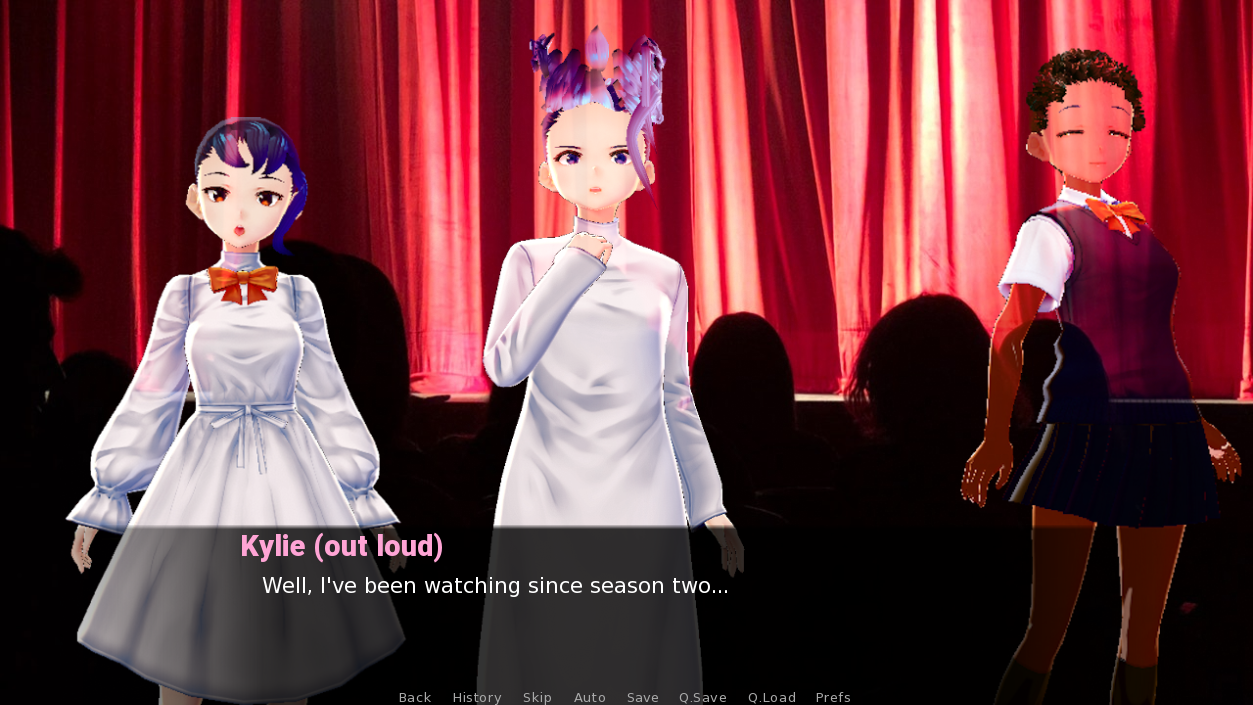 Kylie (out loud)
Well, I've been watching since season two...
Back History Skip Auto Save Q.Save Q.Load Prefs